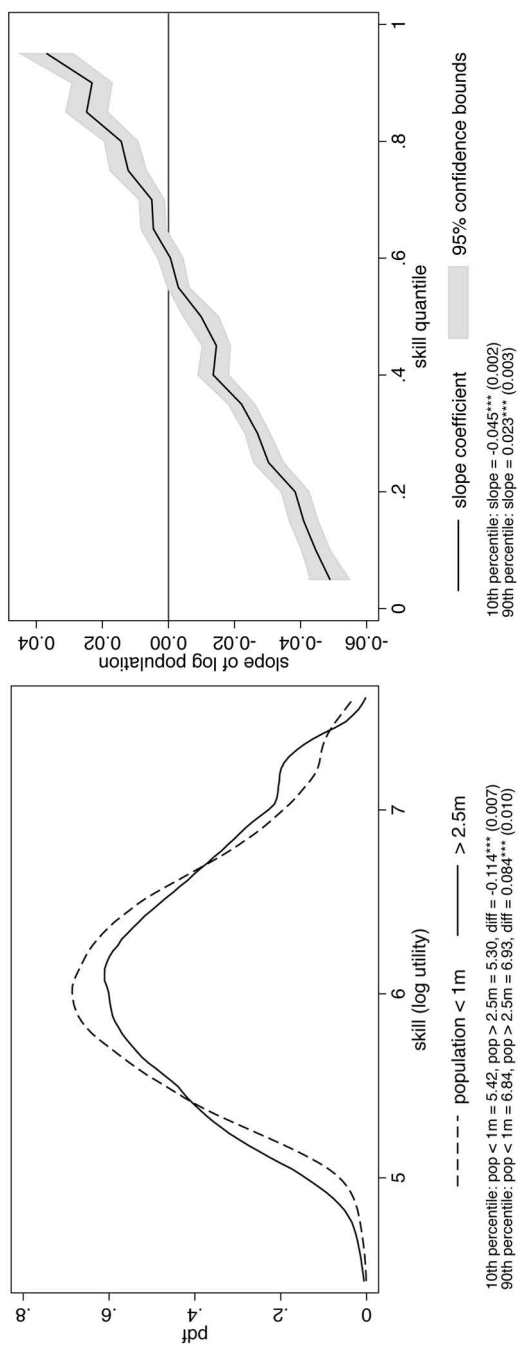 .8
.6
.4
.2
0
pdf
5
6
7
skill (log utility)
population < 1m
> 2.5m
10th percentile: pop < 1m = 5.42, pop > 2.5m = 5.30, diff = -0.114*** (0.007)
90th percentile: pop < 1m = 6.84, pop > 2.5m = 6.93, diff = 0.084*** (0.010)
0.04
0.02
0.00
-0.02
-0.04
-0.06
slope of log population
0
.2
.4
.6
.8
1
skill quantile
slope coefficient
95% confidence bounds
10th percentile: slope = -0.045*** (0.002)
90th percentile: slope = 0.023*** (0.003)